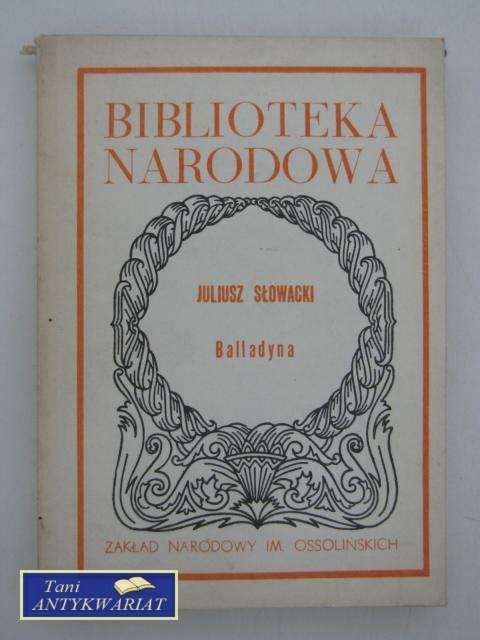 BIBLIOTEKA
NARODOWA
JULIUSZ SŁOWACKI
Balladyna
ZAKŁAD NARODOWY IM. OSSOLIŃSKICH
Tani
ANTYKWARIAT